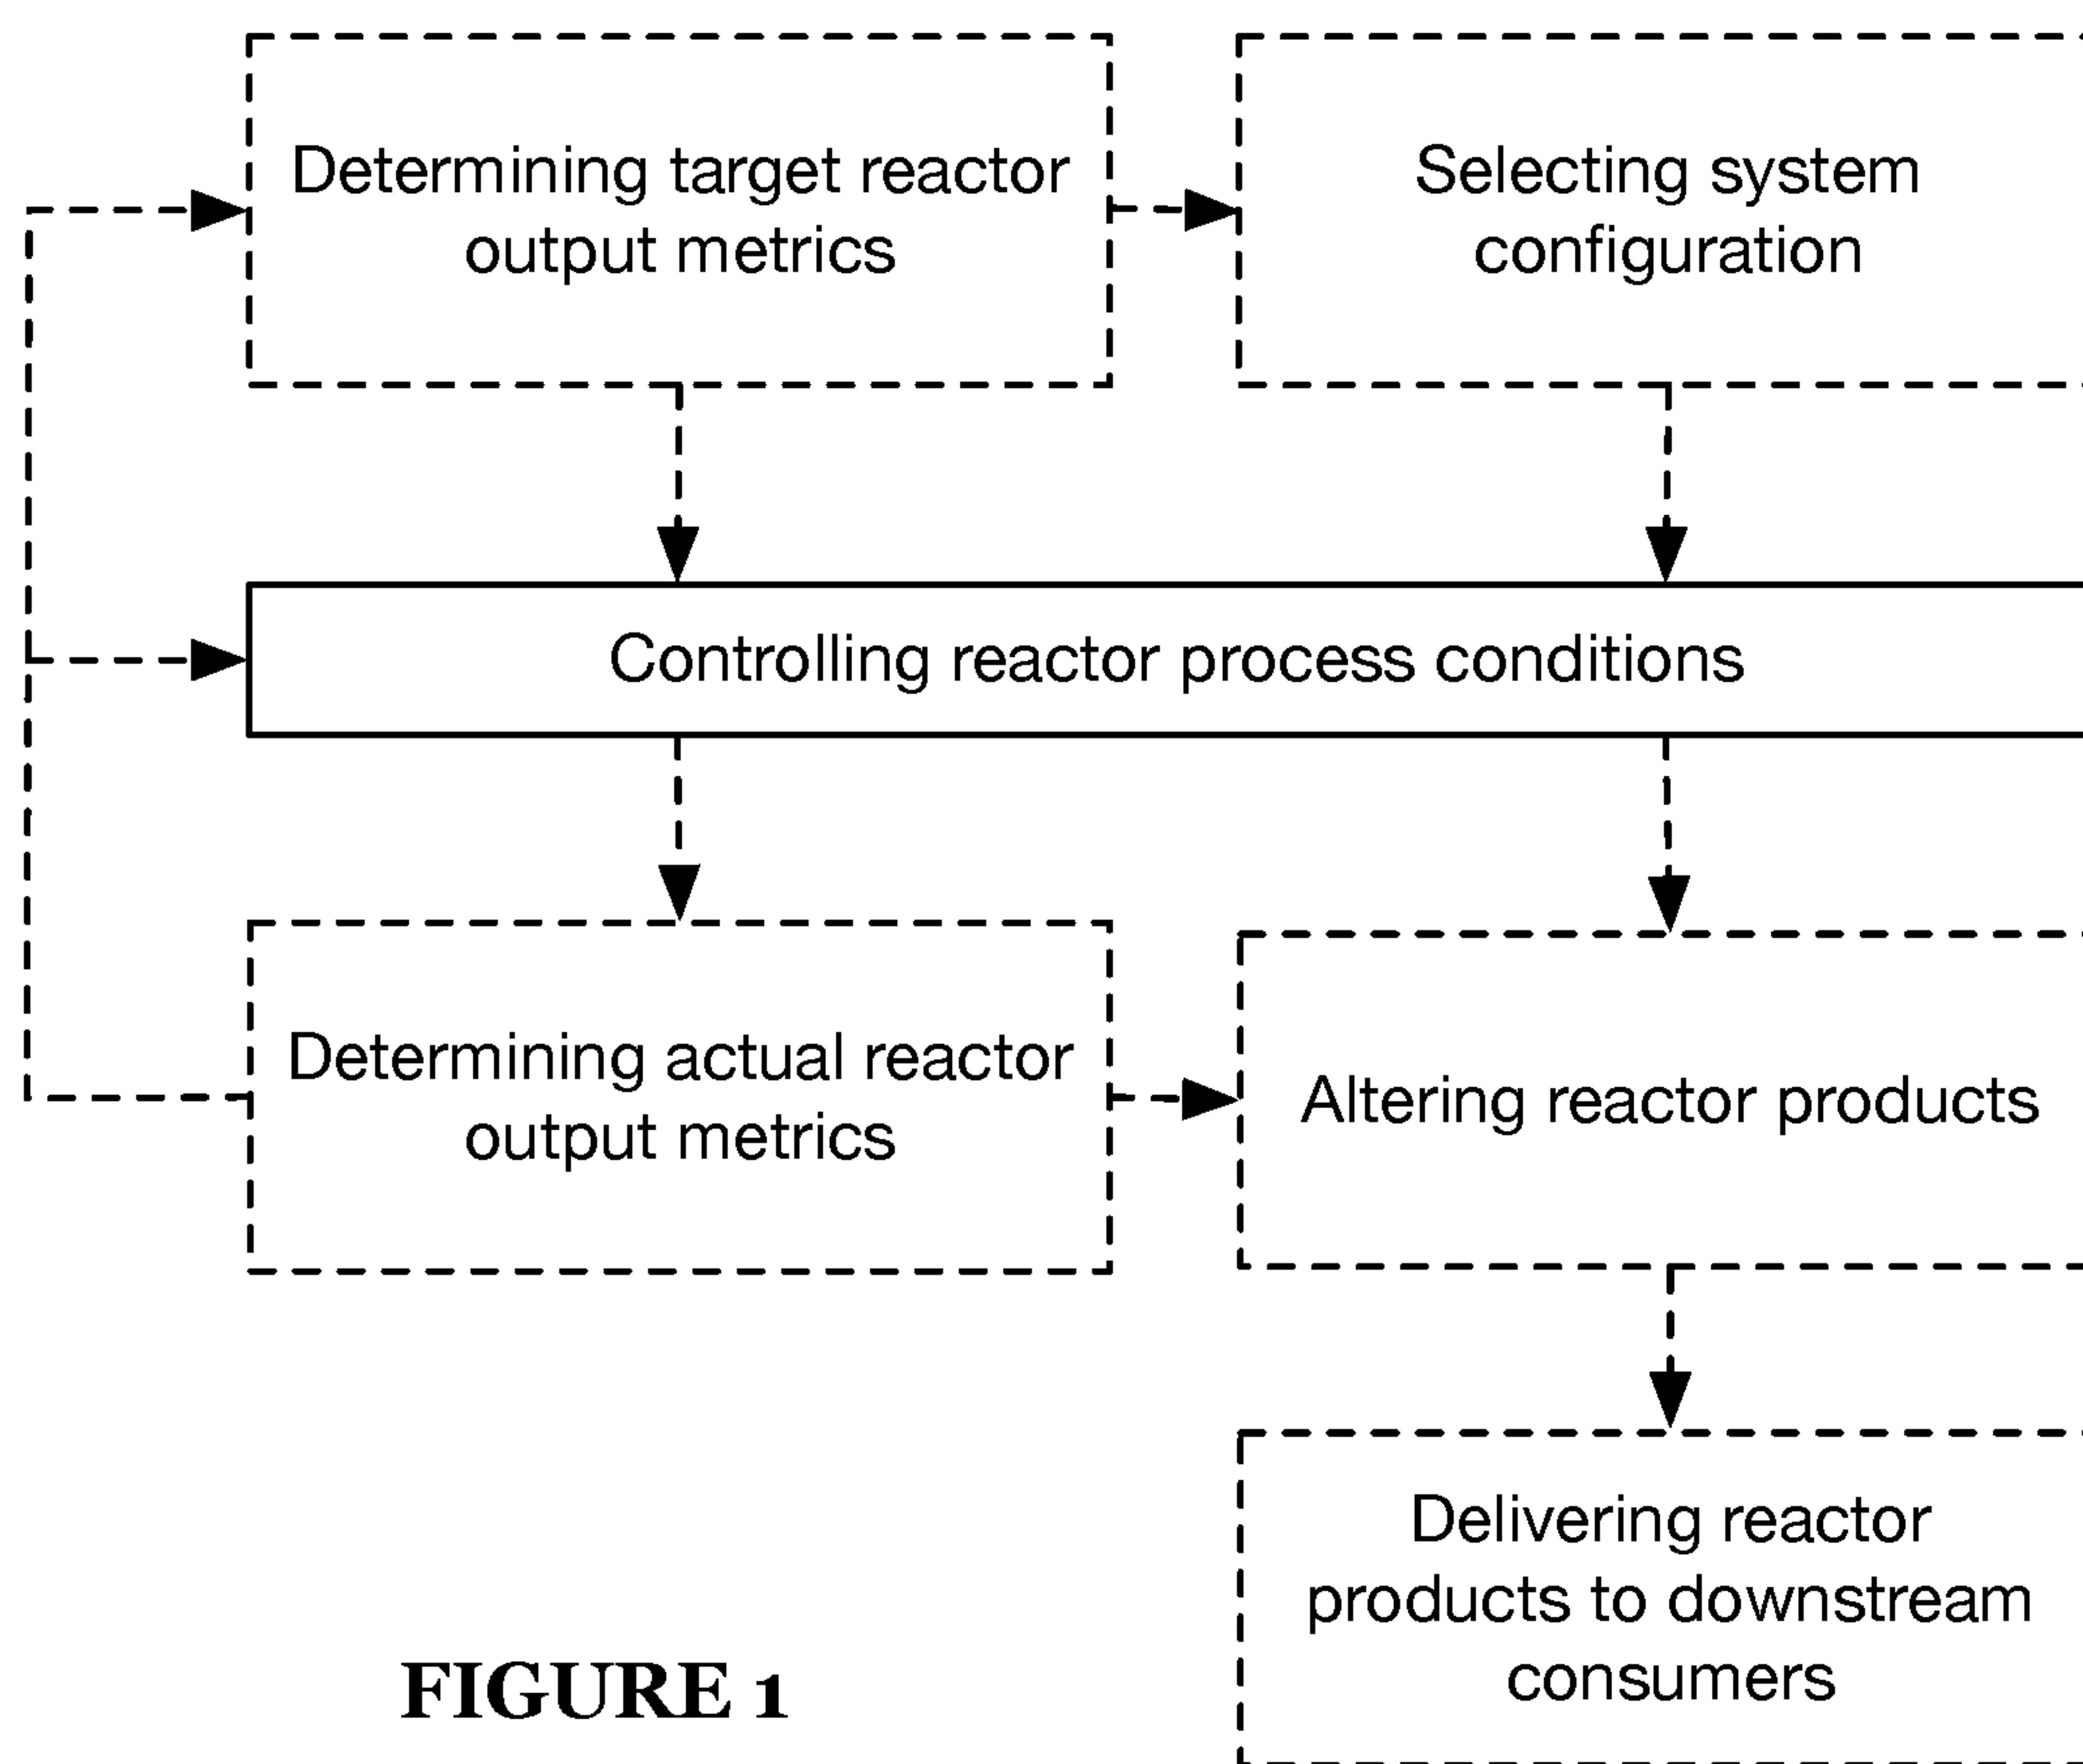 Determining target reactor
output metrics
Selecting system
configuration
Controlling reactor process conditions
Determining actual reactor
output metrics
Altering reactor products
Delivering reactor
products to downstream
consumers
FIGURE 1